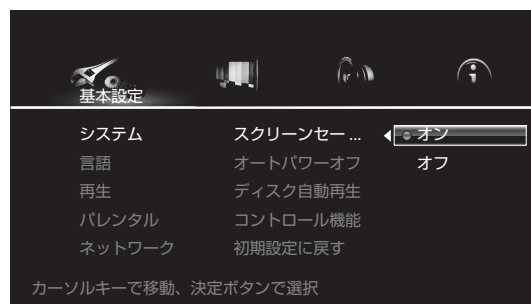 基本設定
システム スクリーンセー ... オン
言語 オートパワーオフ オフ
再生 ディスク自動再生
パレンタル コントロール機能
ネットワーク 初期設定に戻す
カーソルキーで移動、決定ボタンで選択